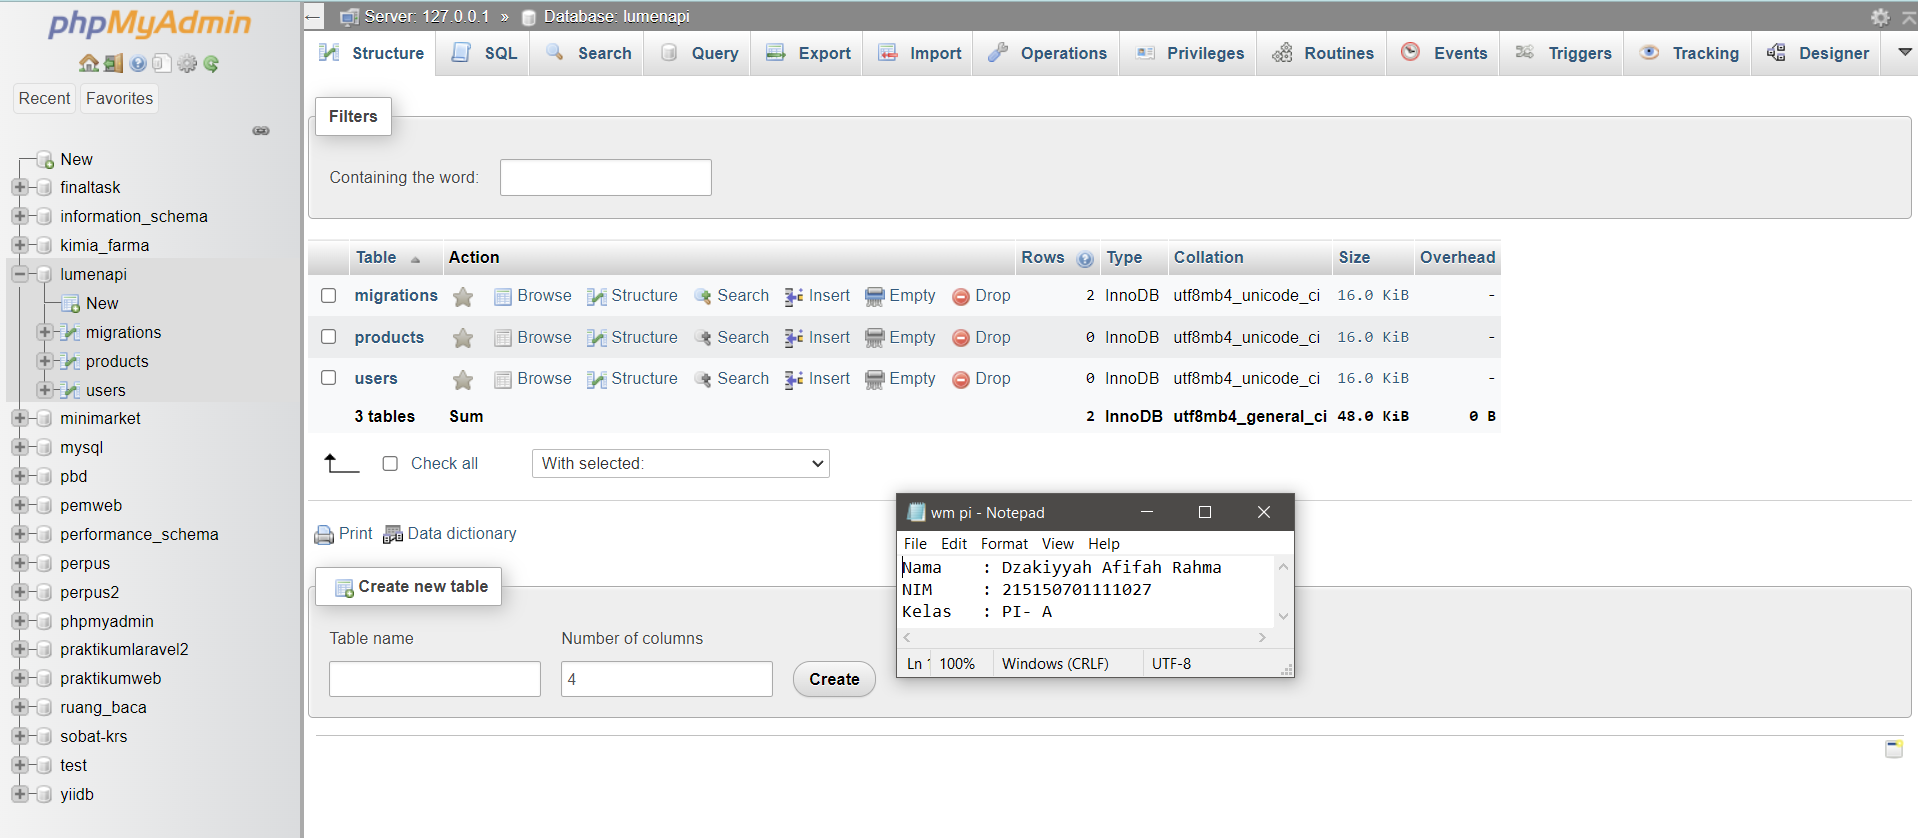 phpMyAdmin
Recent Favorites
New
finaltask
information_schema
kimia_farma
lumenapi
New
migrations
products
users
minimarket
mysql
pbd
pemweb
performance_schema
perpus
perpus2
phpmyadmin
praktikumlaravel2
praktikumweb
ruang_baca
sobat-krs
test
yiidb
Server: 127.0.0.1 » Database: lumenapi
Structure SQL Search Query Export Import Operations Privileges Routines Events Triggers Tracking Designer
Filters
Containing the word:
Table Action Rows Type Collation Size Overhead
migrations Browse Structure Search Insert Empty Drop 2 InnoDB utf8mb4_unicode_ci 16.0 KiB -
products Browse Structure Search Insert Empty Drop 0 InnoDB utf8mb4_unicode_ci 16.0 KiB -
users Browse Structure Search Insert Empty Drop 0 InnoDB utf8mb4_unicode_ci 16.0 KiB -
3 tables Sum 2 InnoDB utf8mb4_general_ci 48.0 KiB 0 B
Check all With selected:
Print Data dictionary
Create new table
Table name Number of columns
4 Create
wm pi - Notepad
File Edit Format View Help
Nama : Dzakiyyah Afifah Rahma
NIM : 215150701111027
Kelas : PI- A
Ln 100% Windows (CRLF) UTF-8